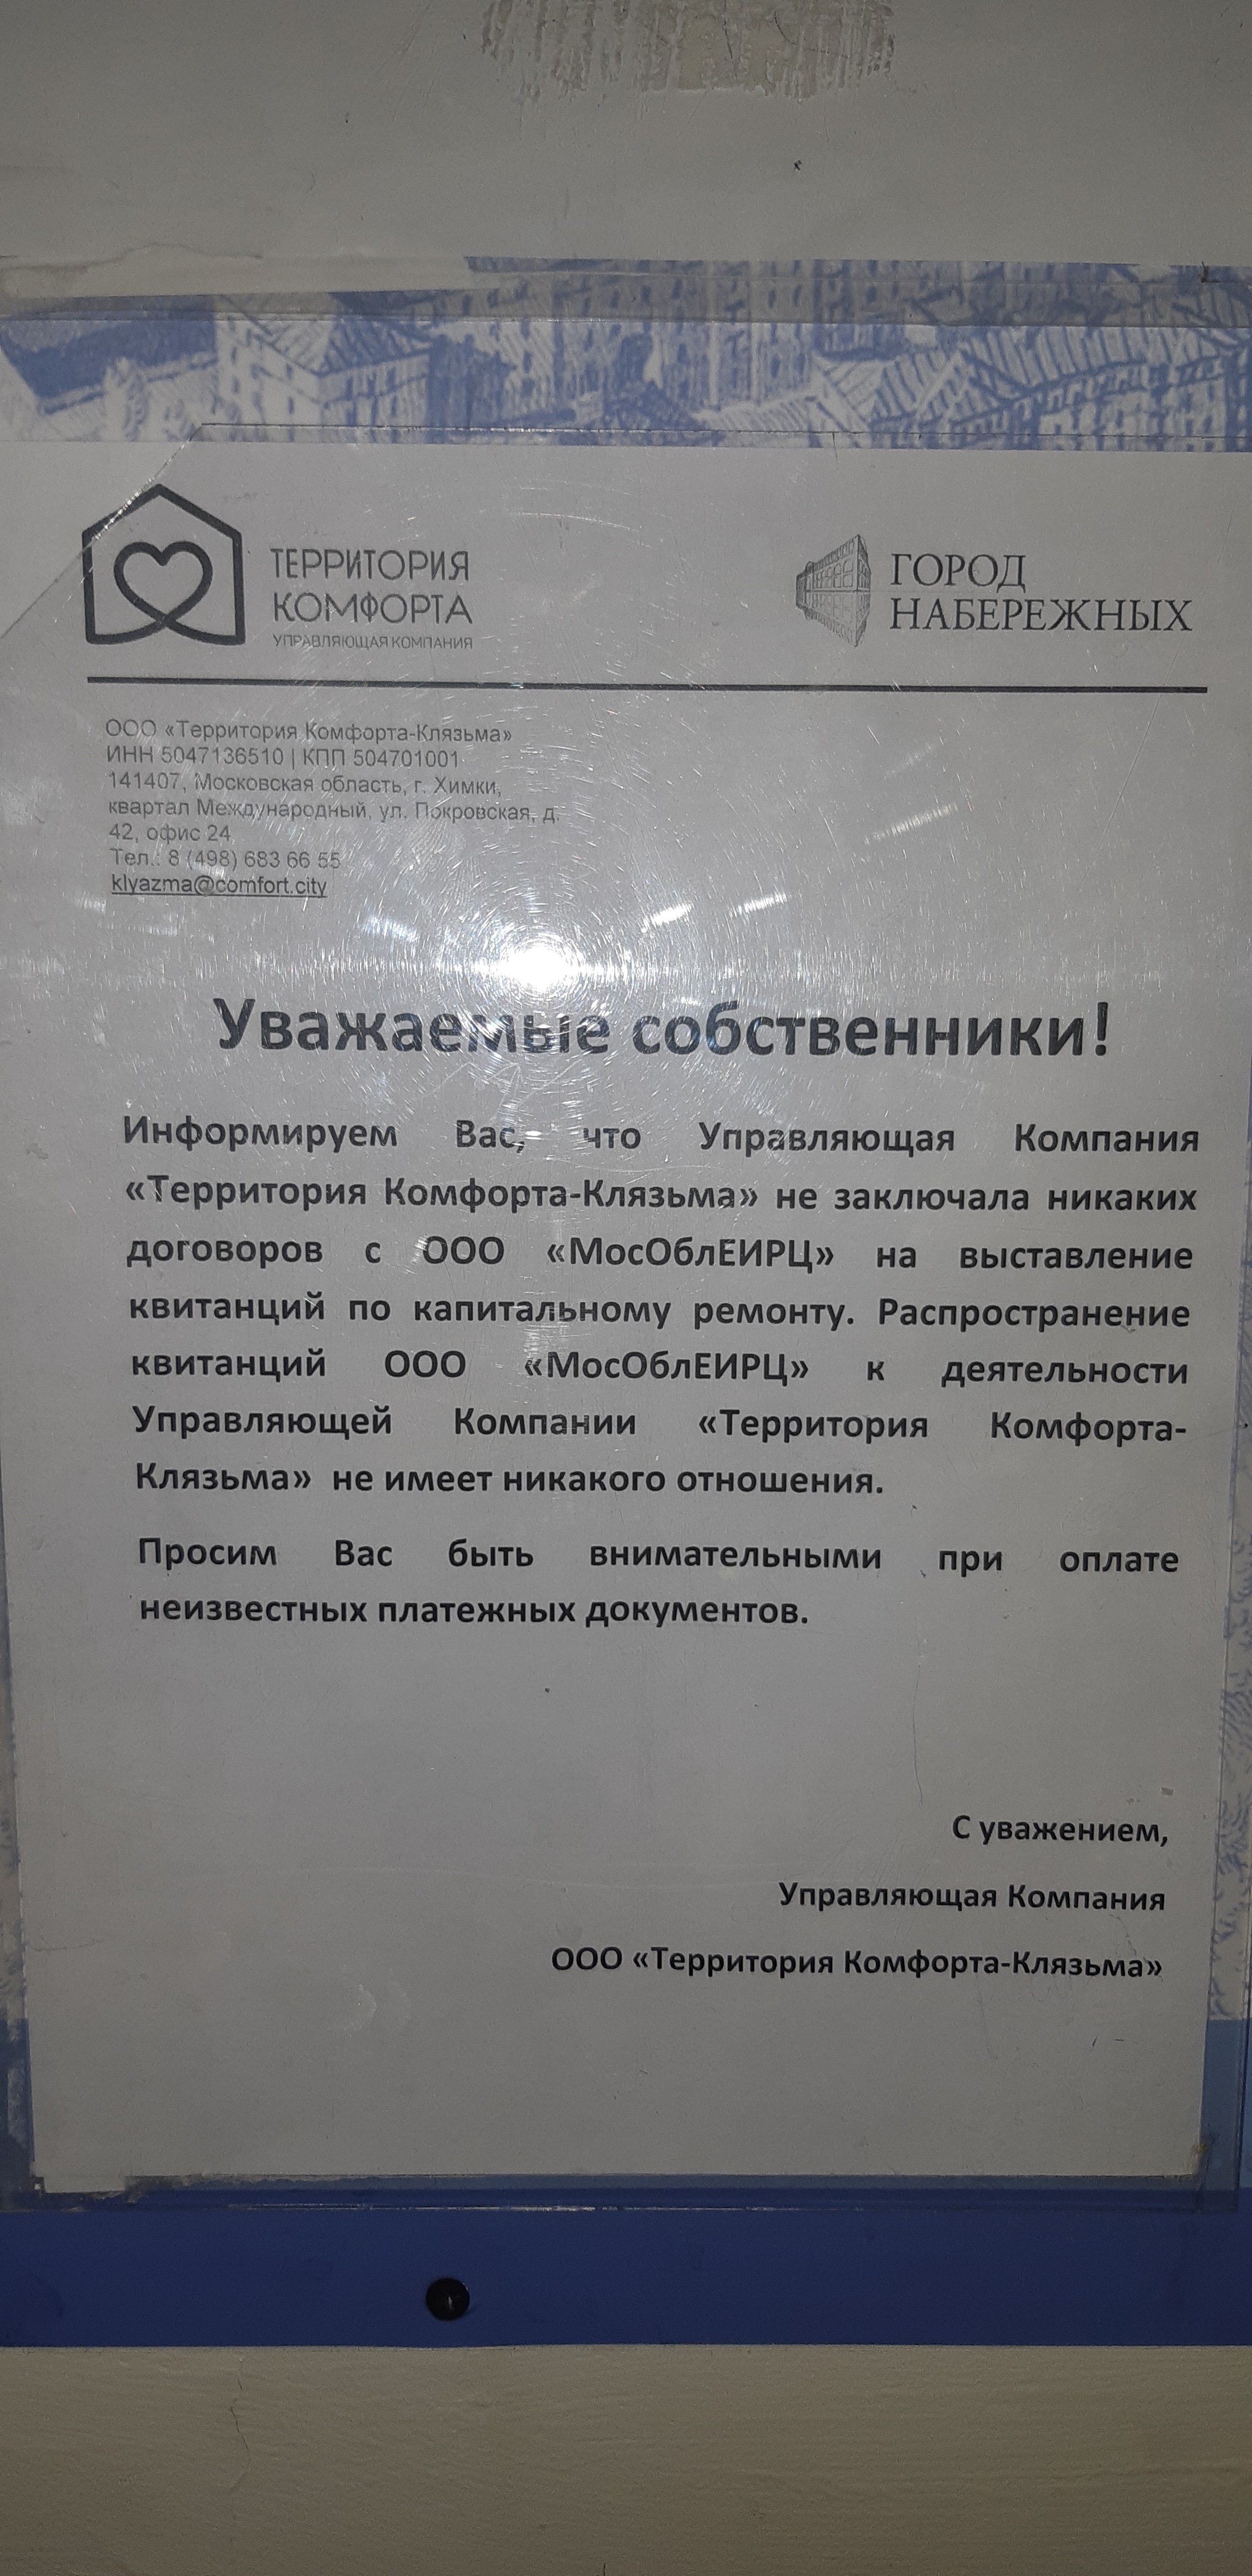 ТЕРРИТОРИЯ
КОМФОРТА
УПРАВЛЯЮЩАЯ КОМПАНИЯ
ГОРОД
НАБЕРЕЖНЫХ
ООО «Территория Комфорта-Клязьма»
ИНН 5047136510 | КПП 504701001
141407, Московская область, г. Химки,
квартал Международный, ул. Покровская, д.
42, офис 24
Тел.: 8 (498) 683 66 55
klyazma@comfort.city
Уважаемые собственники!
Информируем Вас, что Управляющая Компания
«Территория Комфорта-Клязьма» не заключала никаких
договоров с ООО «МосОблЕИРЦ» на выставление
квитанций по капитальному ремонту. Распространение
квитанций ООО «МосОблЕИРЦ» к деятельности
Управляющей Компании «Территория Комфорта-
Клязьма» не имеет никакого отношения.
Просим Вас быть внимательными при оплате
неизвестных платежных документов.
С уважением,
Управляющая Компания
ООО «Территория Комфорта-Клязьма»